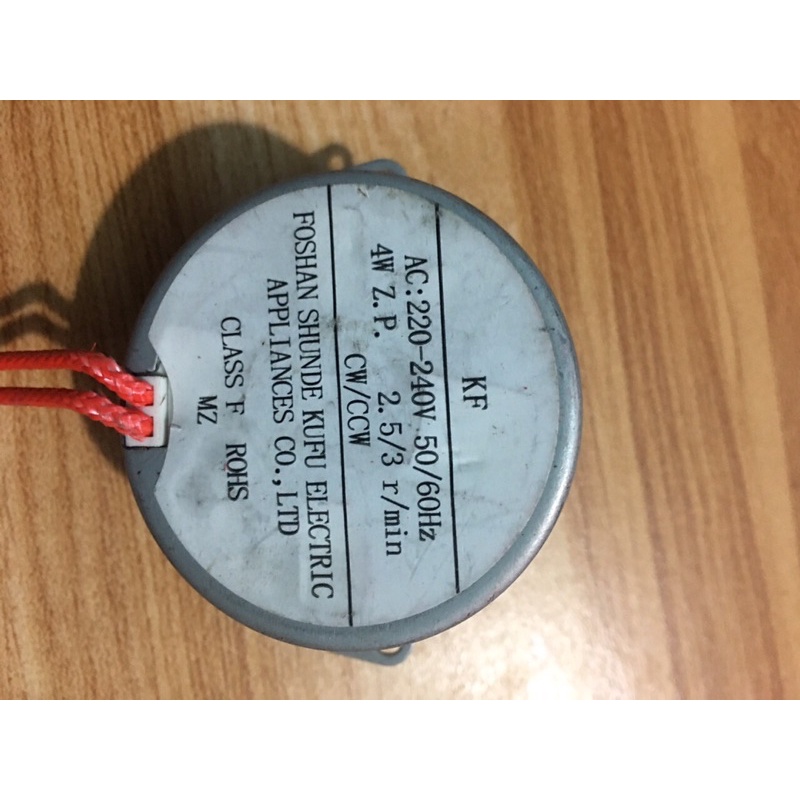 KF
AC:220-240V 50/60Hz
4W Z.P. 2.5/3 r/min
CW/CCW
FOSHAN SHUNDE KUFU ELECTRIC
APPLIANCES CO.,LTD
CLASS F ROHS
MZ